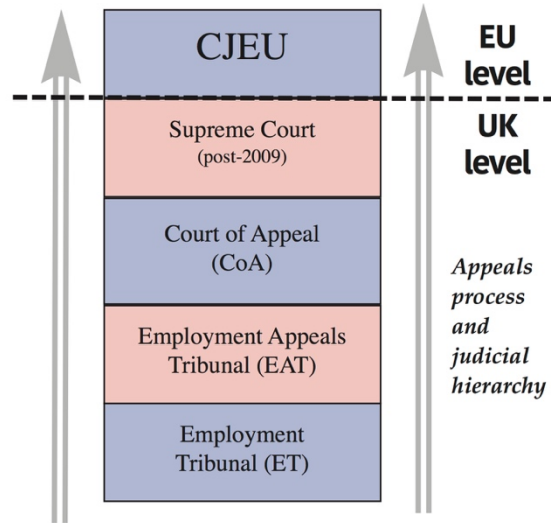 CJEU
EU
level
Supreme Court
(post-2009)
UK
level
Court of Appeal
(CoA)
Appeals
process
and
judicial
hierarchy
Employment Appeals
Tribunal (EAT)
Employment
Tribunal (ET)